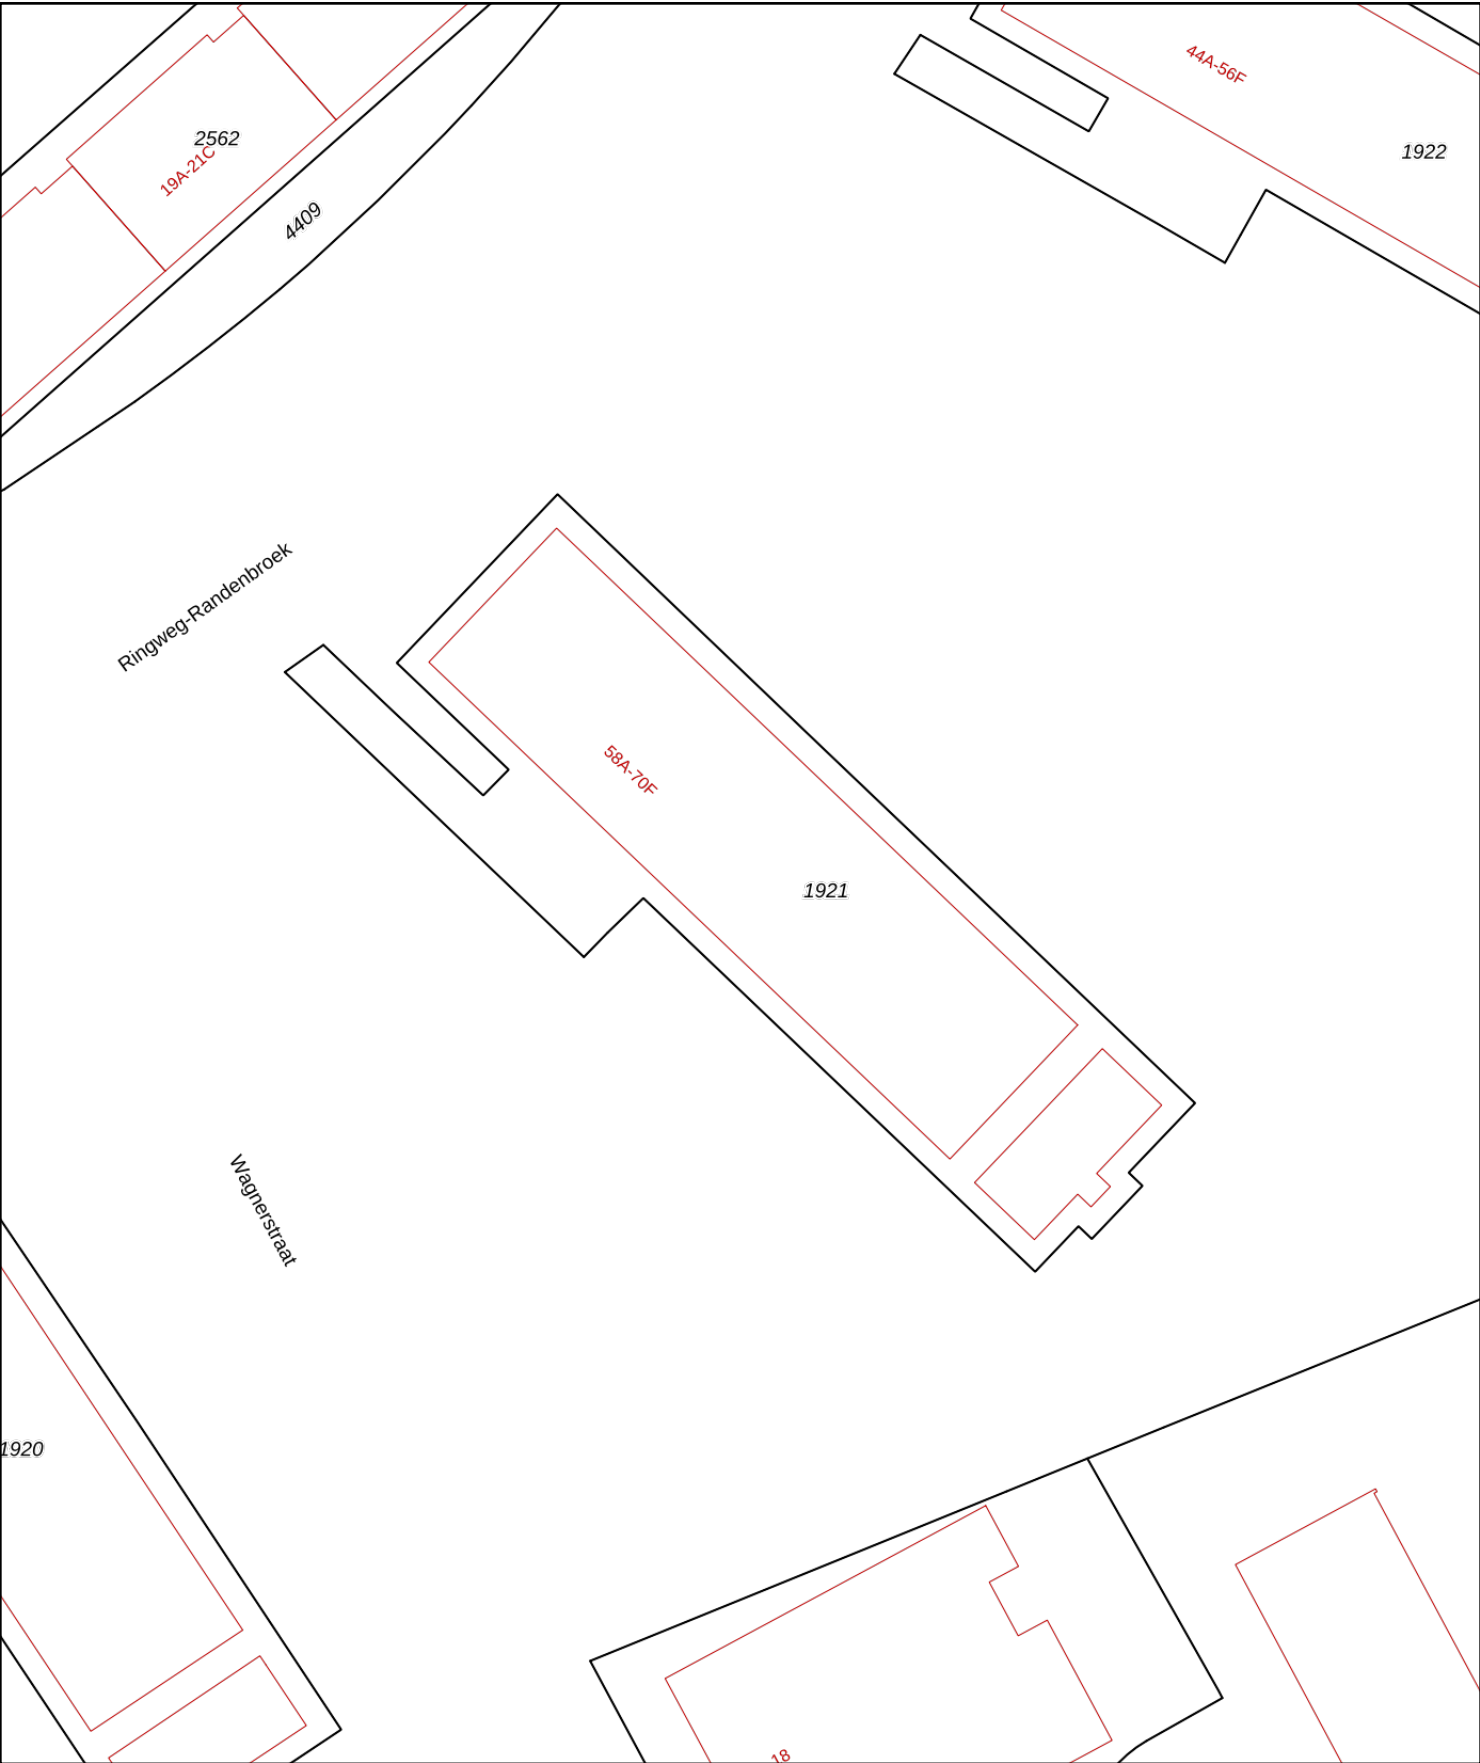 44A-56F
2562
1922
19A-21C
4409
Ringweg-Randenbroek
58A-70F
1921
Wagnerstraat
1920
18